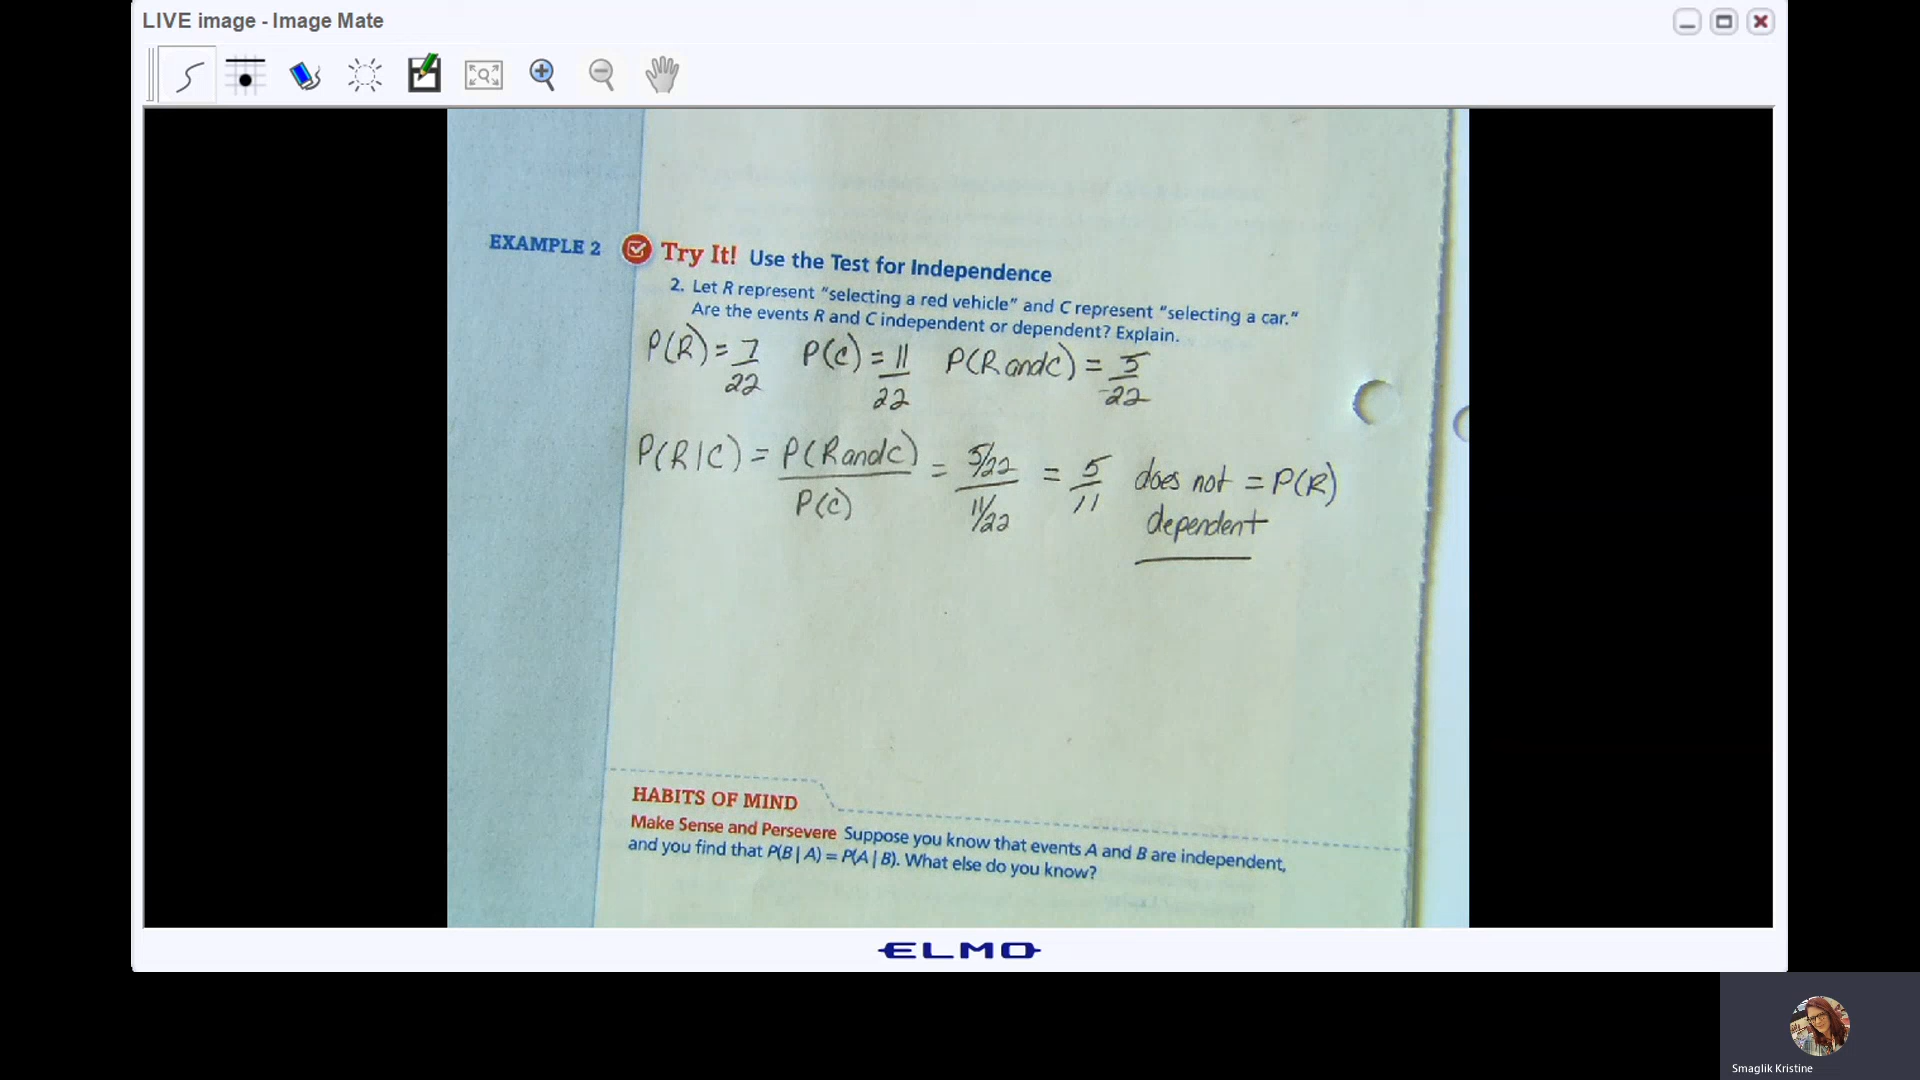 LIVE image - Image Mate
EXAMPLE 2 Try It! Use the Test for Independence
2. Let R represent "selecting a red vehicle" and C represent "selecting a car."
Are the events R and C independent or dependent? Explain.
P(R) = 7/22 P(C) = 11/22 P(R and C) = 5/22
P(R|C) = P(R and C)/P(C) = 5/22 / 11/22 = 5/11 does not = P(R)
dependent
HABITS OF MIND
Make Sense and Persevere Suppose you know that events A and B are independent,
and you find that P(B | A) = P(A | B). What else do you know?
ELMO
Smaglik Kristine